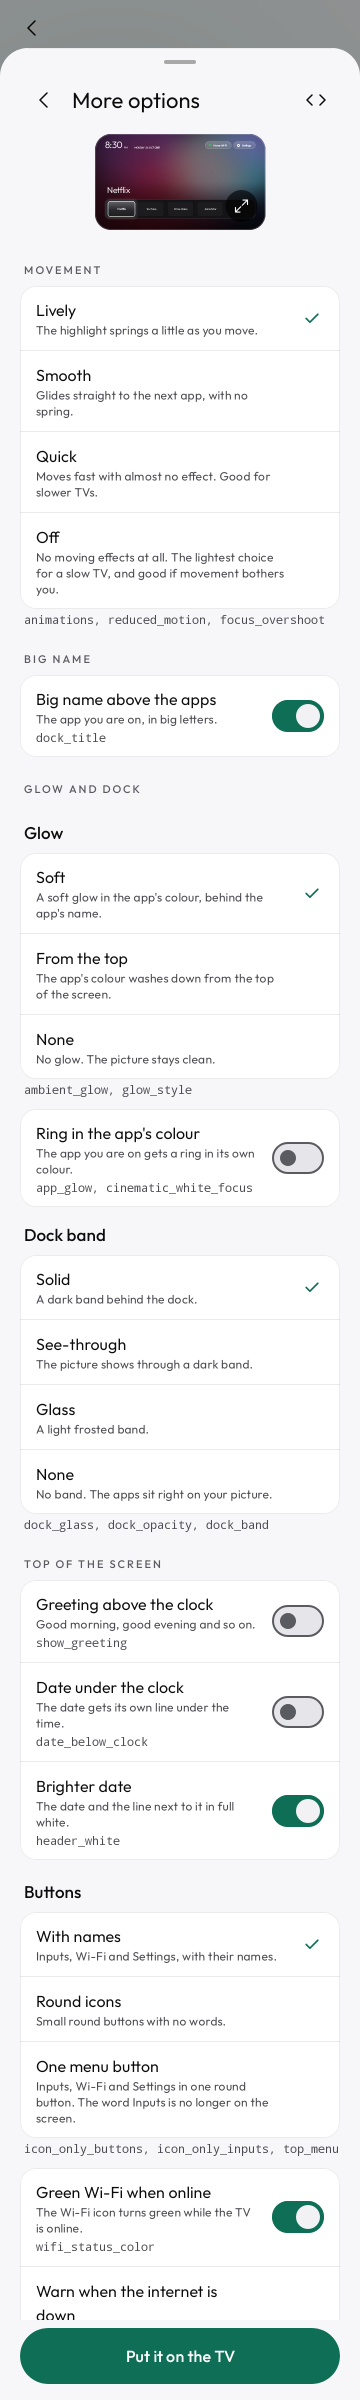 More options
8:30
Netflix
MOVEMENT
Lively
The highlight springs a little as you move.
Smooth
Glides straight to the next app, with no
spring.
Quick
Moves fast with almost no effect. Good for
slower TVs.
Off
No moving effects at all. The lightest choice
for a slow TV, and good if movement bothers
you.
animations, reduced_motion, focus_overshoot
BIG NAME
Big name above the apps
The app you are on, in big letters.
dock_title
GLOW AND DOCK
Glow
Soft
A soft glow in the app's colour, behind the
app's name.
From the top
The app's colour washes down from the top
of the screen.
None
No glow. The picture stays clean.
ambient_glow, glow_style
Ring in the app's colour
The app you are on gets a ring in its own
colour.
app_glow, cinematic_white_focus
Dock band
Solid
A dark band behind the dock.
See-through
The picture shows through a dark band.
Glass
A light frosted band.
None
No band. The apps sit right on your picture.
dock_glass, dock_opacity, dock_band
TOP OF THE SCREEN
Greeting above the clock
Good morning, good evening and so on.
show_greeting
Date under the clock
The date gets its own line under the
time.
date_below_clock
Brighter date
The date and the line next to it in full
white.
header_white
Buttons
With names
Inputs, Wi-Fi and Settings, with their names.
Round icons
Small round buttons with no words.
One menu button
Inputs, Wi-Fi and Settings in one round
button. The word Inputs is no longer on the
screen.
icon_only_buttons, icon_only_inputs, top_menu
Green Wi-Fi when online
The Wi-Fi icon turns green while the TV
is online.
wifi_status_color
Warn when the internet is
down
Put it on the TV